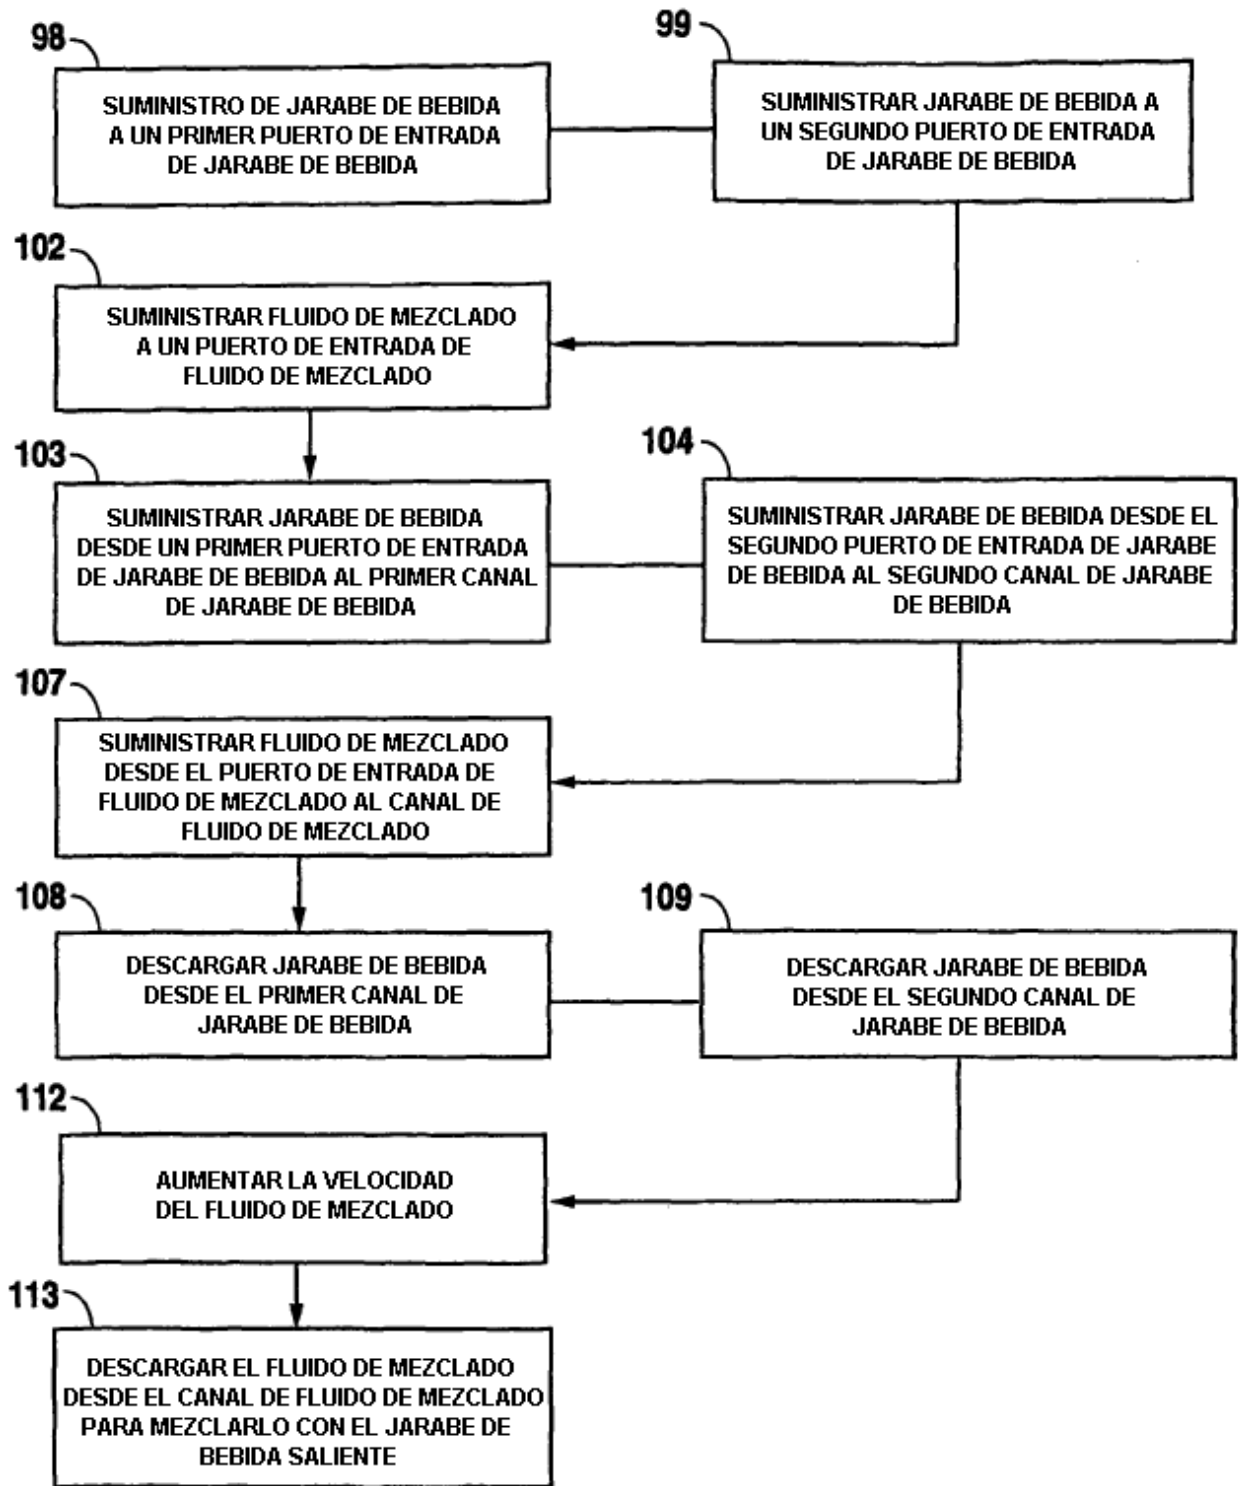 98
SUMINISTRO DE JARABE DE BEBIDA
A UN PRIMER PUERTO DE ENTRADA
DE JARABE DE BEBIDA
99
SUMINISTRAR JARABE DE BEBIDA A
UN SEGUNDO PUERTO DE ENTRADA
DE JARABE DE BEBIDA
102
SUMINISTRAR FLUIDO DE MEZCLADO
A UN PUERTO DE ENTRADA DE
FLUIDO DE MEZCLADO
103
SUMINISTRAR JARABE DE BEBIDA
DESDE UN PRIMER PUERTO DE ENTRADA
DE JARABE DE BEBIDA AL PRIMER CANAL
DE JARABE DE BEBIDA
104
SUMINISTRAR JARABE DE BEBIDA DESDE EL
SEGUNDO PUERTO DE ENTRADA DE JARABE
DE BEBIDA AL SEGUNDO CANAL DE JARABE
DE BEBIDA
107
SUMINISTRAR FLUIDO DE MEZCLADO
DESDE EL PUERTO DE ENTRADA DE
FLUIDO DE MEZCLADO AL CANAL DE
FLUIDO DE MEZCLADO
108
DESCARGAR JARABE DE BEBIDA
DESDE EL PRIMER CANAL DE
JARABE DE BEBIDA
109
DESCARGAR JARABE DE BEBIDA
DESDE EL SEGUNDO CANAL DE
JARABE DE BEBIDA
112
AUMENTAR LA VELOCIDAD
DEL FLUIDO DE MEZCLADO
113
DESCARGAR EL FLUIDO DE MEZCLADO
DESDE EL CANAL DE FLUIDO DE MEZCLADO
PARA MEZCLARLO CON EL JARABE DE
BEBIDA SALIENTE